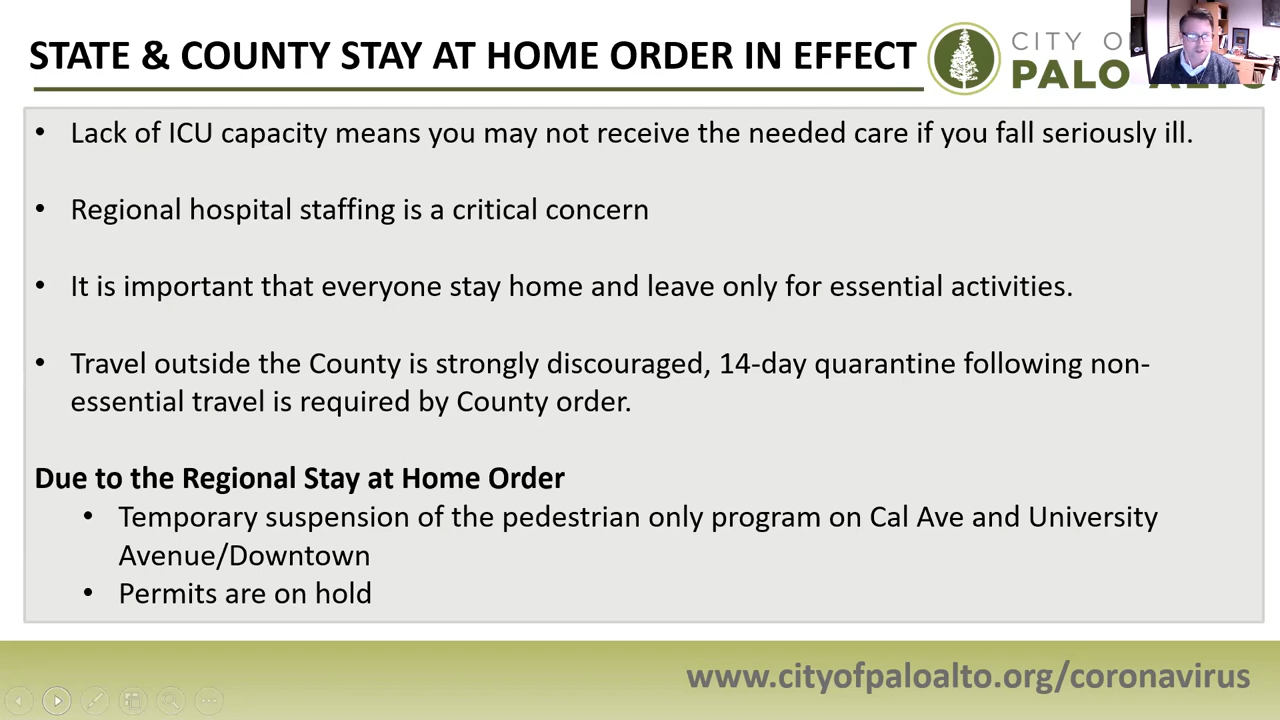 STATE & COUNTY STAY AT HOME ORDER IN EFFECT
CITY O
PALO
• Lack of ICU capacity means you may not receive the needed care if you fall seriously ill.
• Regional hospital staffing is a critical concern
• It is important that everyone stay home and leave only for essential activities.
• Travel outside the County is strongly discouraged, 14-day quarantine following non-
essential travel is required by County order.
Due to the Regional Stay at Home Order
• Temporary suspension of the pedestrian only program on Cal Ave and University
Avenue/Downtown
• Permits are on hold
www.cityofpaloalto.org/coronavirus